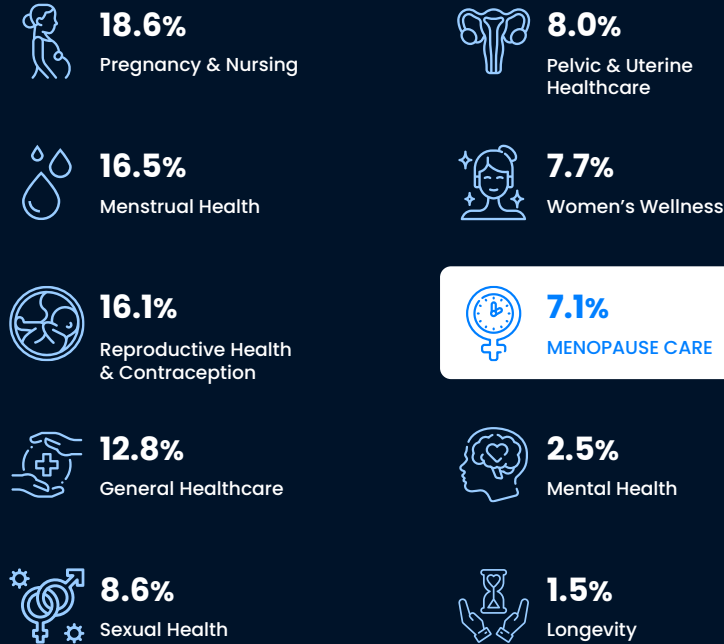 18.6%
Pregnancy & Nursing
16.5%
Menstrual Health
16.1%
Reproductive Health
& Contraception
12.8%
General Healthcare
8.6%
Sexual Health
8.0%
Pelvic & Uterine
Healthcare
7.7%
Women's Wellness
7.1%
MENOPAUSE CARE
2.5%
Mental Health
1.5%
Longevity